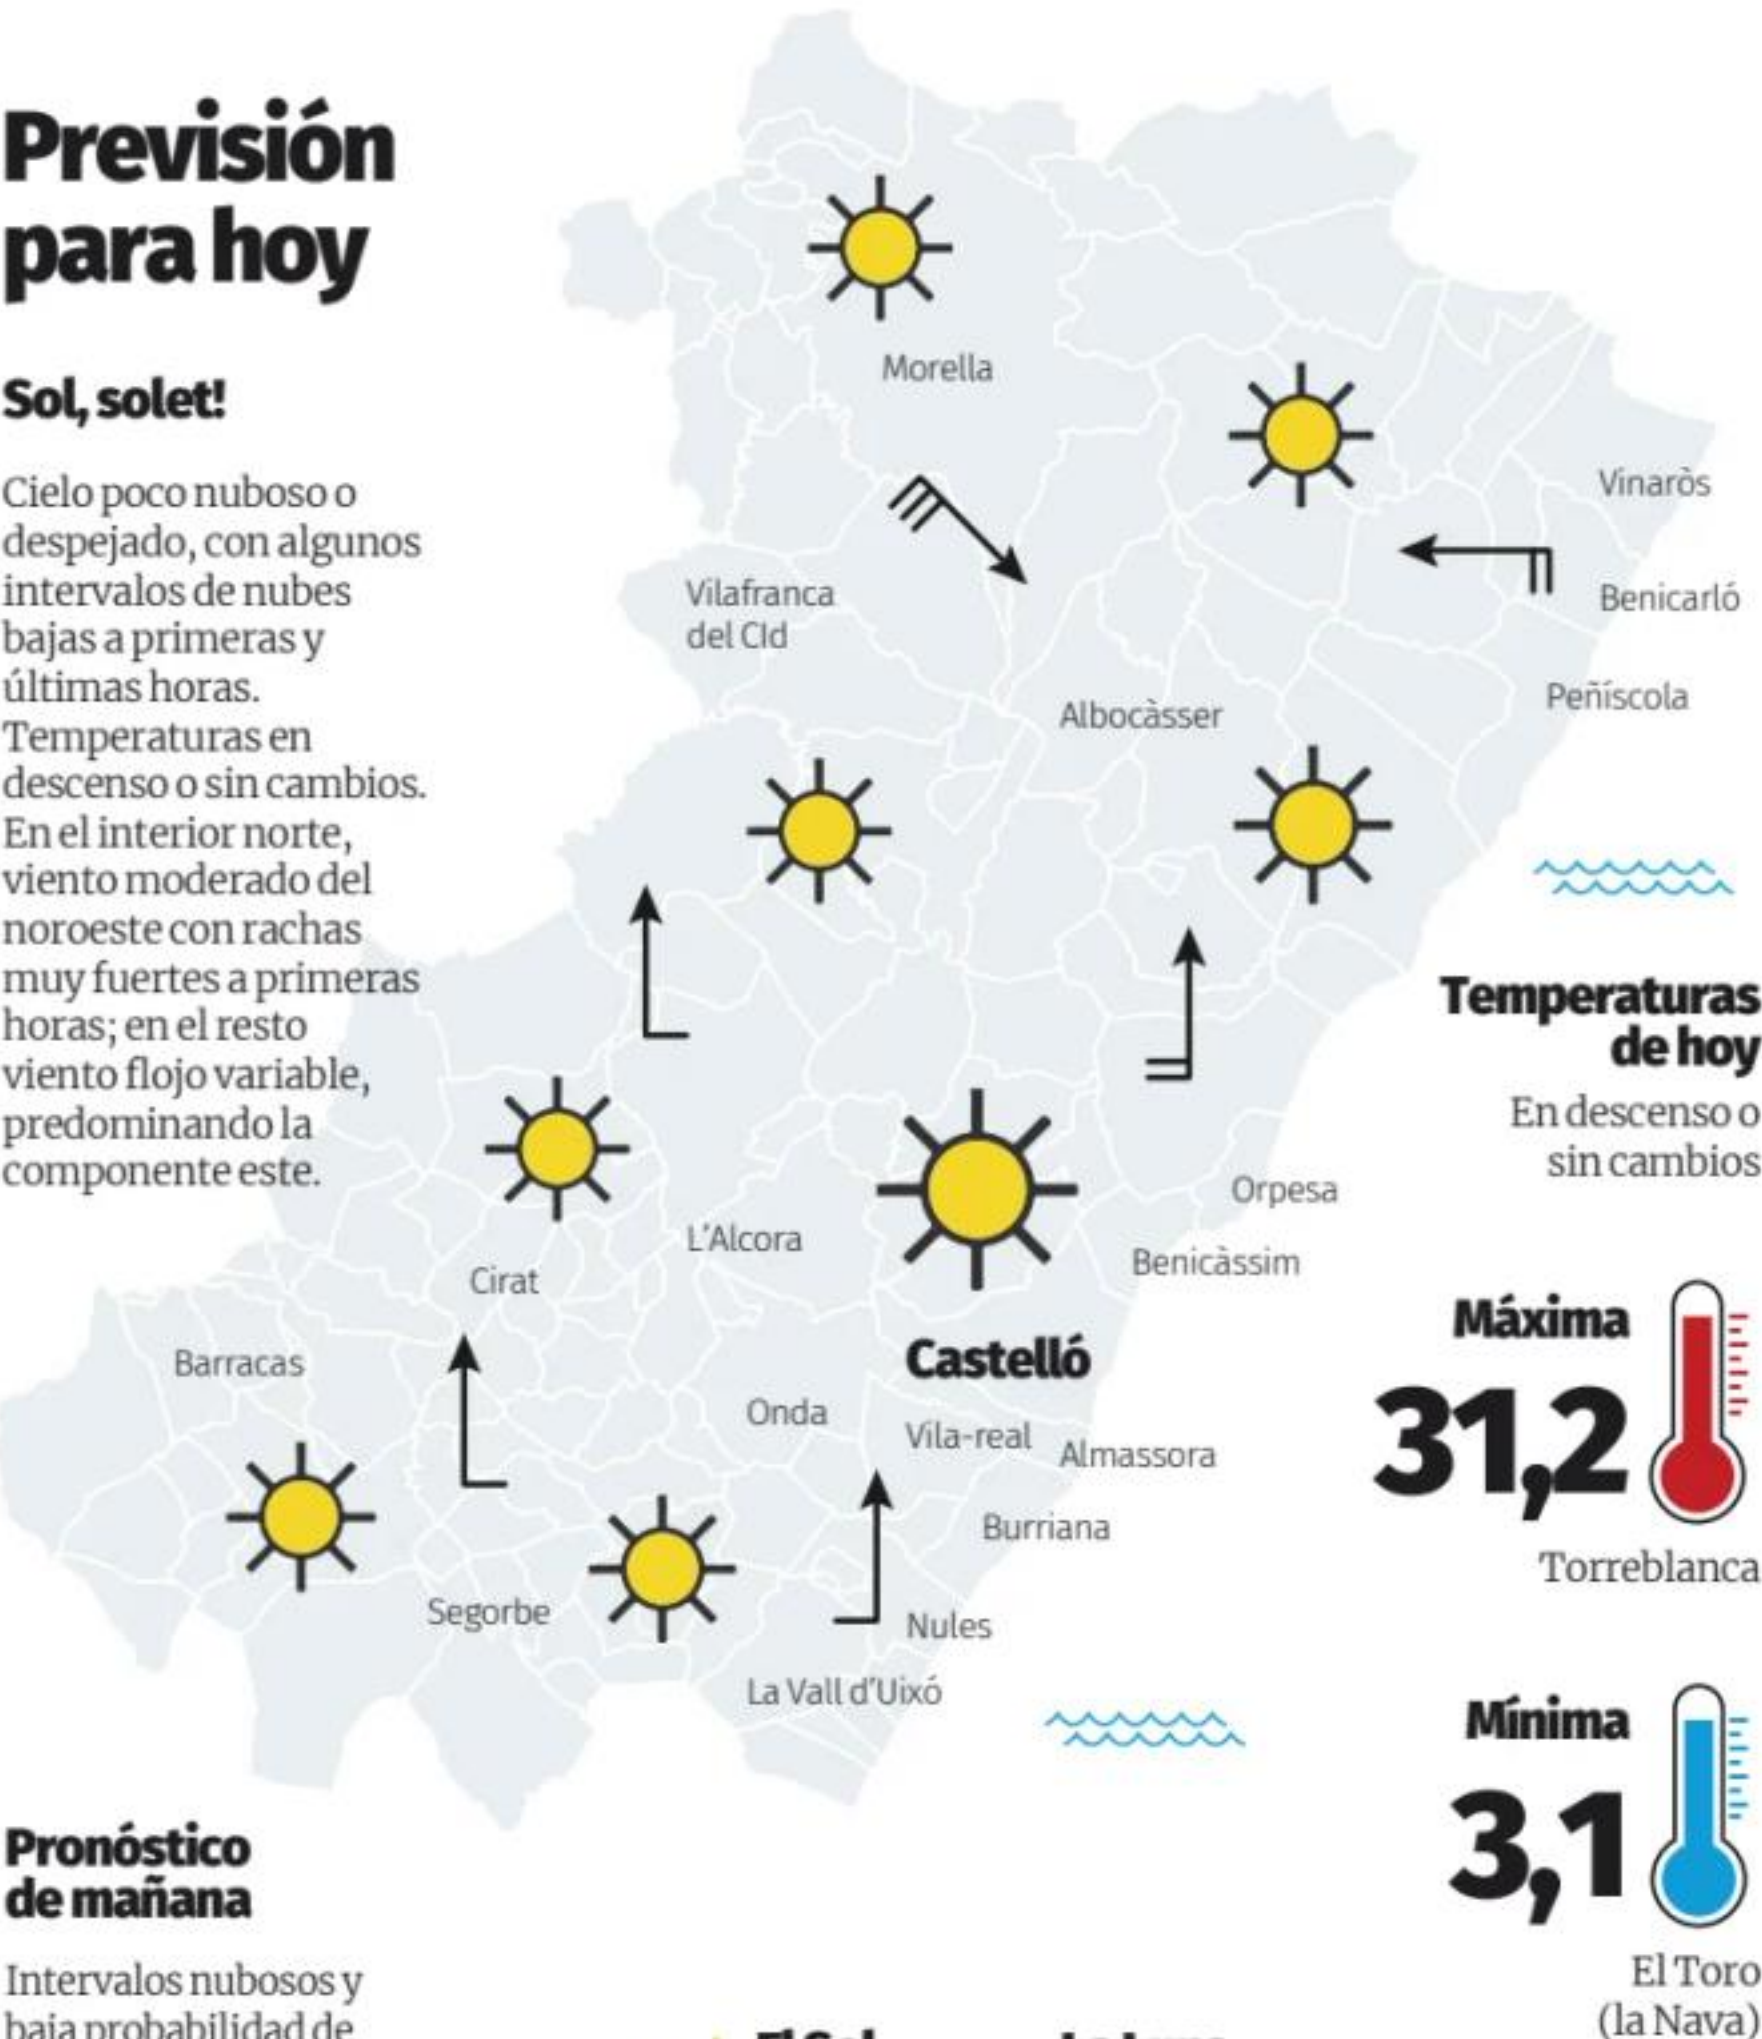 Previsión
para hoy
Sol, solet!
Cielo poco nuboso o
despejado, con algunos
intervalos de nubes
bajas a primeras y
últimas horas.
Temperaturas en
descenso o sin cambios.
En el interior norte,
viento moderado del
noroeste con rachas
muy fuertes a primeras
horas; en el resto
viento flojo variable,
predominando la
componente este.
Morella
Vinaròs
Benicarló
Peñíscola
Vilafranca
del CId
Albocàsser
Orpesa
Benicàssim
L'Alcora
Cirat
Barracas
Castelló
Onda
Vila-real
Almassora
Burriana
Segorbe
Nules
La Vall d'Uixó
Temperaturas
de hoy
En descenso o
sin cambios
Máxima
31,2
Torreblanca
Mínima
3,1
El Toro
(la Nava)
Pronóstico
de mañana
Intervalos nubosos y
baja probabilidad de